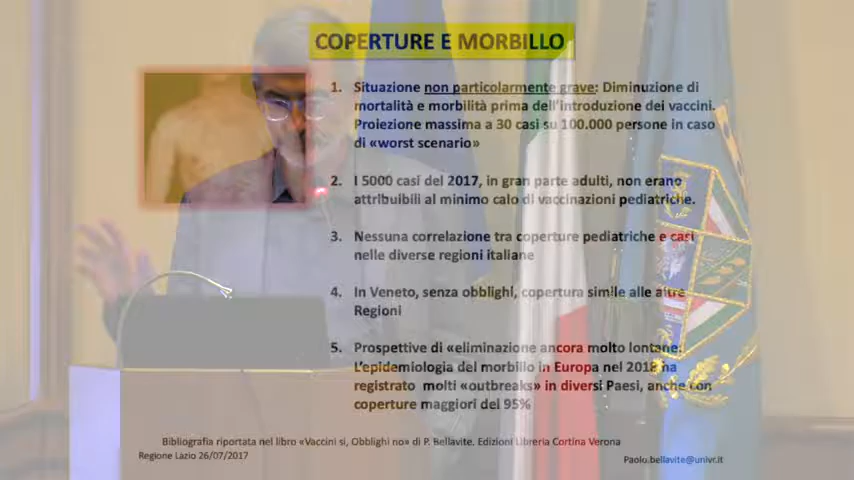 COPERTURE E MORBILLO
1. Situazione non particolarmente grave: Diminuzione di
mortalità e morbilità prima dell'introduzione dei vaccini.
Proiezione massima a 30 casi su 100.000 persone in caso
di «worst scenario»
2. I 5000 casi del 2017, in gran parte adulti, non erano
attribuibili al minimo calo di vaccinazioni pediatriche.
3. Nessuna correlazione tra coperture pediatriche e casi
nelle diverse regioni italiane
4. In Veneto, senza obblighi, copertura simile alle altre
Regioni
5. Prospettive di «eliminazione ancora molto lontane.
L'epidemiologia del morbillo in Europa nel 2018 ha
registrato molti «outbreaks» in diversi Paesi, anche con
coperture maggiori del 95%
Bibliografia riportata nel libro «Vaccini si, Obblighi no» di P. Bellavite. Edizioni Libreria Cortina Verona
Regione Lazio 26/07/2017
Paolo.bellavite@univr.it